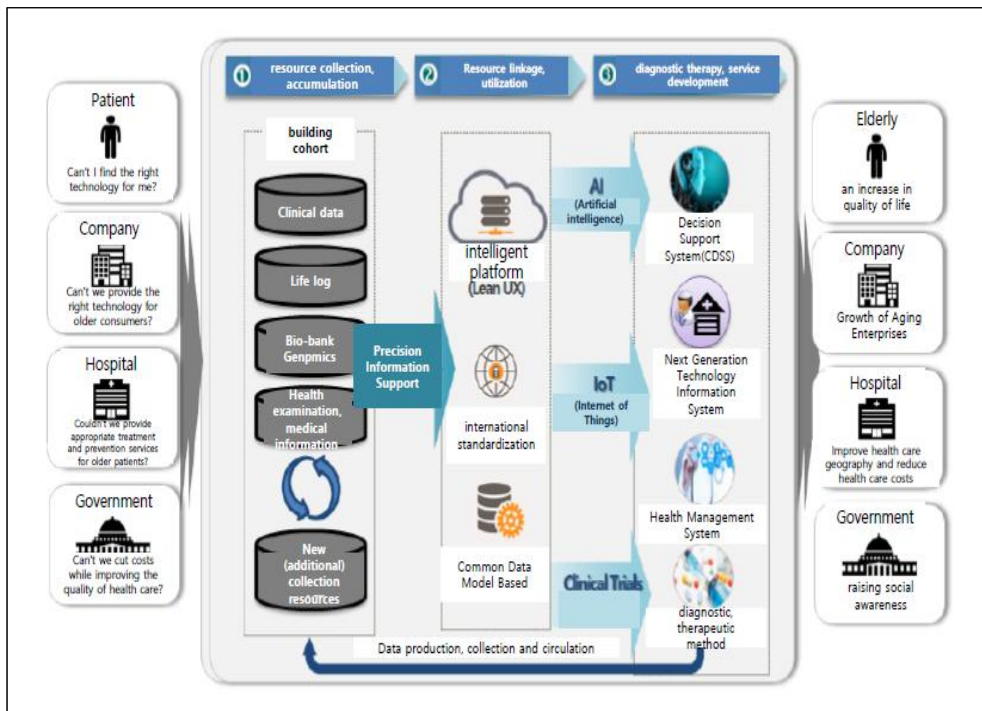 Patient
Can't I find the right
technology for me?
Company
Can't we provide the
right technology for
older consumers?
Hospital
Couldn't we provide
appropriate treatment
and prevention services
for older patients?
Government
Can't we cut costs
while improving the
quality of health care?
1
resource collection,
accumulation
building
cohort
Clinical data
Life log
Bio-bank
Genpmics
Health
examination,
medical
information
New
(additional)
collection
resources
Precision
Information
Support
2
Resource linkage,
utilization
intelligent
platform
(Lean UX)
international
standardization
Common Data
Model Based
3
diagnostic therapy, service
development
AI
(Artificial
intelligence)
IoT
(Internet of
Things)
Clinical Trials
Decision
Support
System(CDSS)
Next Generation
Technology
Information
System
Health Management
System
diagnostic,
therapeutic
method
Data production, collection and circulation
Elderly
an increase in
quality of life
Company
Growth of Aging
Enterprises
Hospital
Improve health care
geography and reduce
health care costs
Government
raising social
awareness